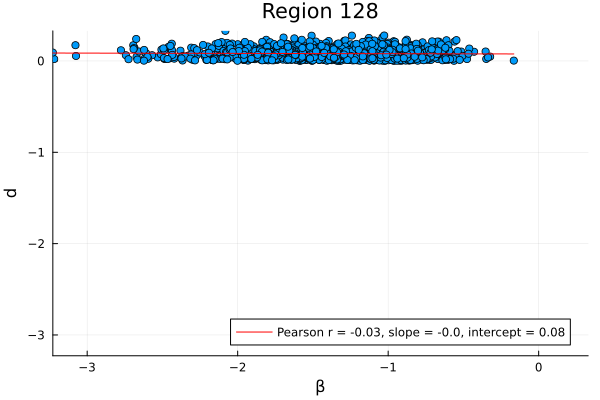 Region 128
d
0
−1
−2
−3
Pearson r = -0.03, slope = -0.0, intercept = 0.08
−3 −2 −1 0
β